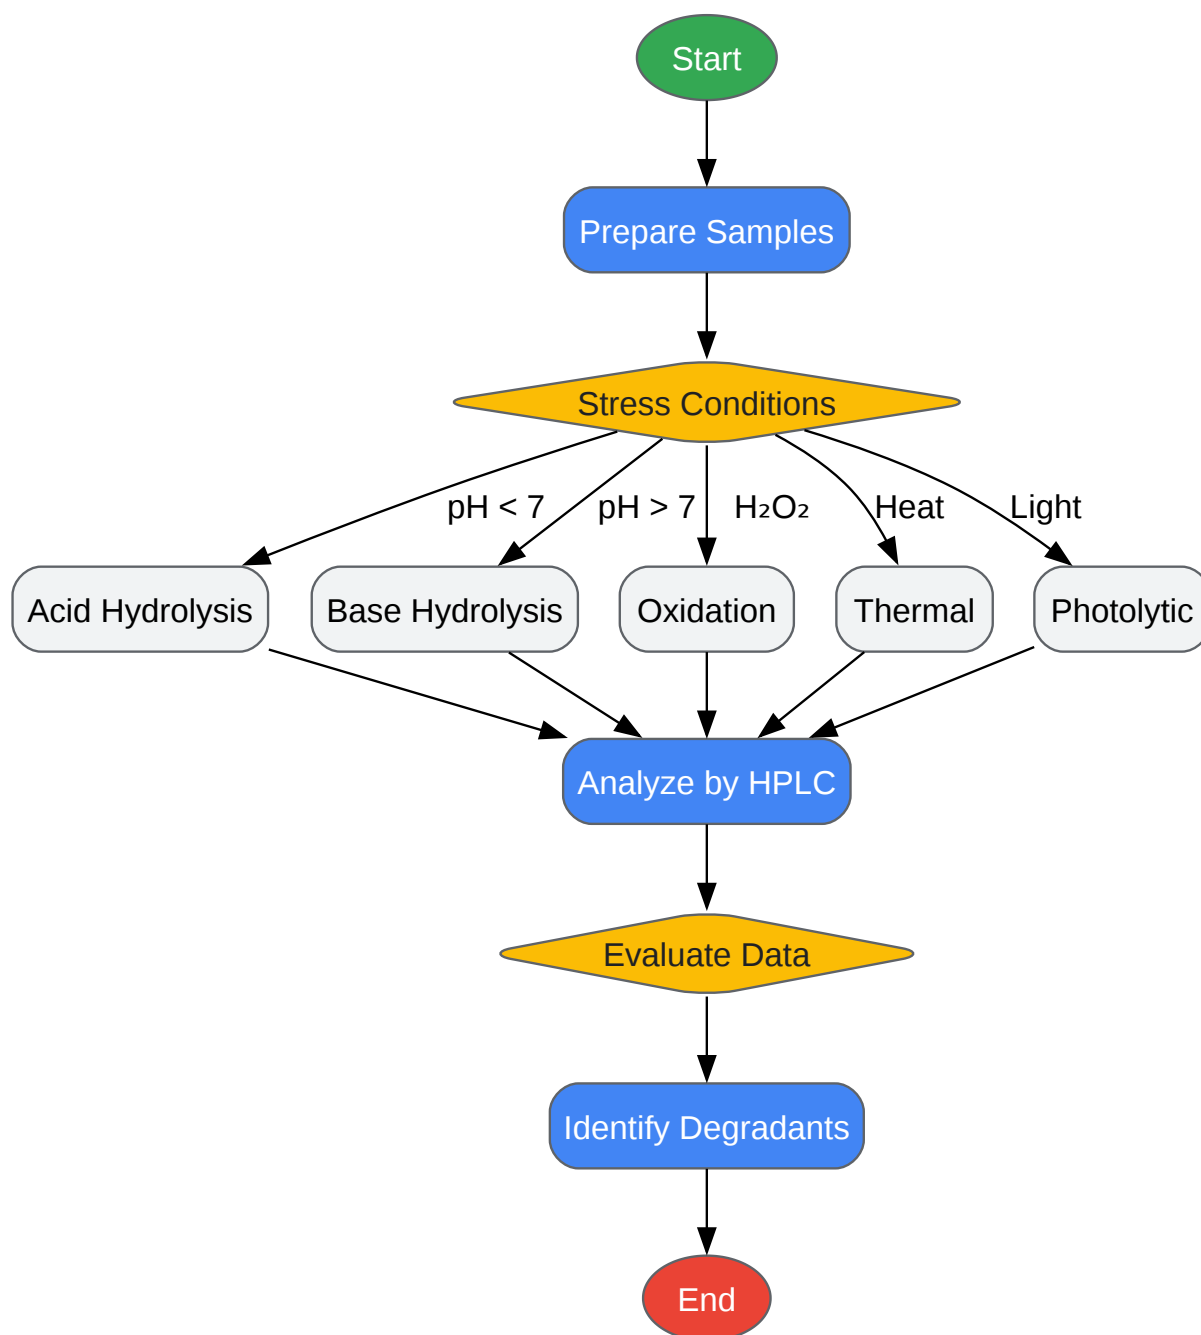 Start
Prepare Samples
Stress Conditions
pH < 7
pH > 7
H₂O₂
Heat
Light
Acid Hydrolysis
Base Hydrolysis
Oxidation
Thermal
Photolytic
Analyze by HPLC
Evaluate Data
Identify Degradants
End